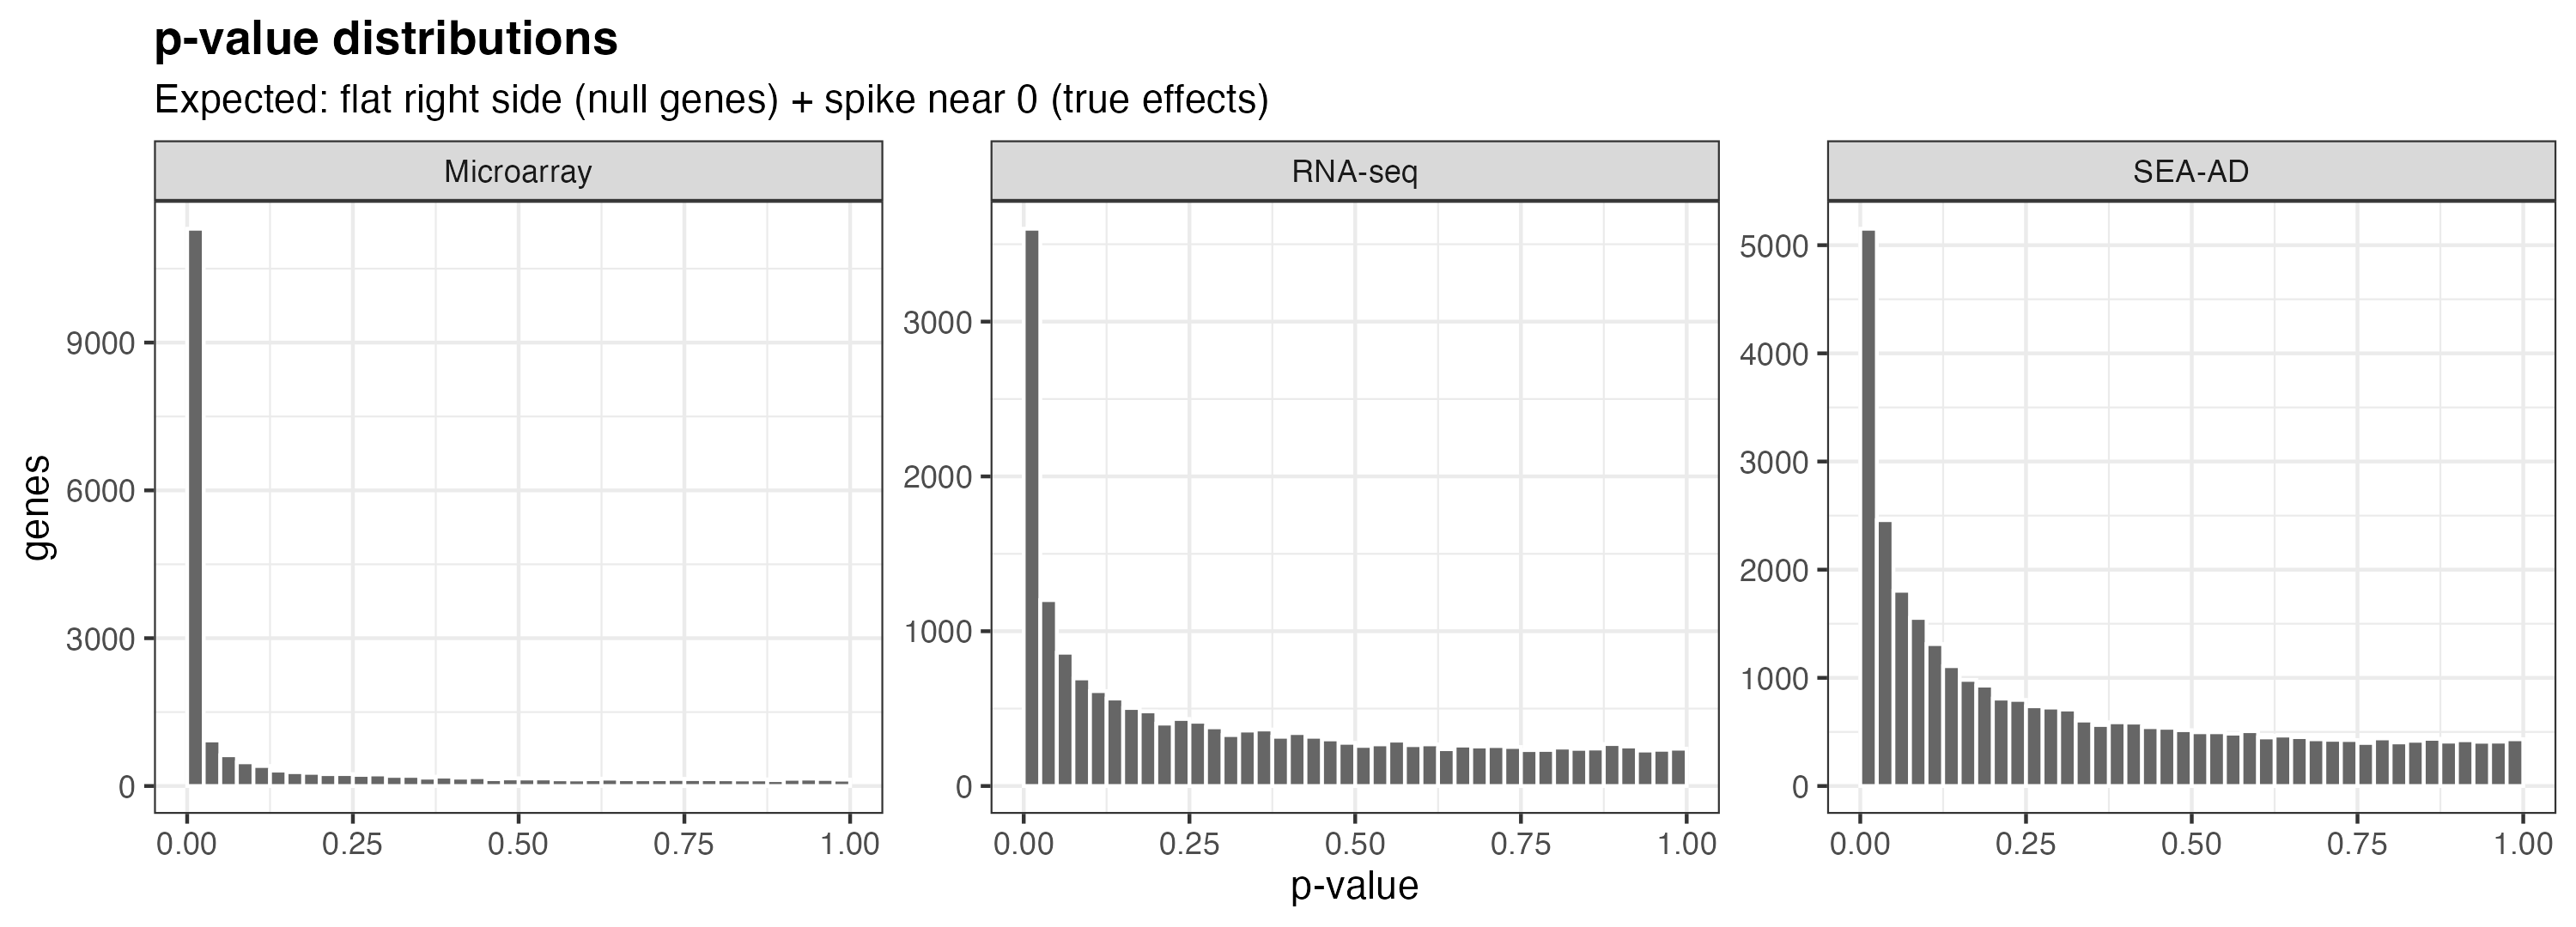 p-value distributions
Expected: flat right side (null genes) + spike near 0 (true effects)
Microarray
RNA-seq
SEA-AD
genes
9000
6000
3000
0
3000
2000
1000
0
5000
4000
3000
2000
1000
0
0.00 0.25 0.50 0.75 1.00
0.00 0.25 0.50 0.75 1.00
0.00 0.25 0.50 0.75 1.00
p-value